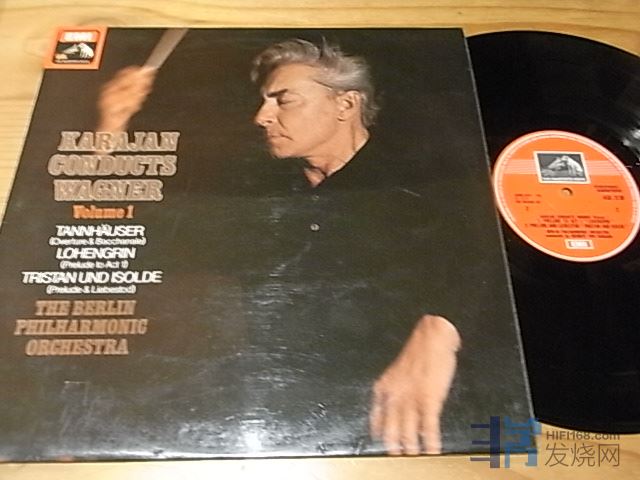 EMI
KARAJAN
CONDUCTS
WAGNER
Volume 1
TANNHÄUSER
(Overture & Bacchanale)
LOHENGRIN
(Prelude to Act 1)
TRISTAN UND ISOLDE
(Prelude & Liebestod)
THE BERLIN
PHILHARMONIC
ORCHESTRA
EMI
HIFI168.com
发烧网